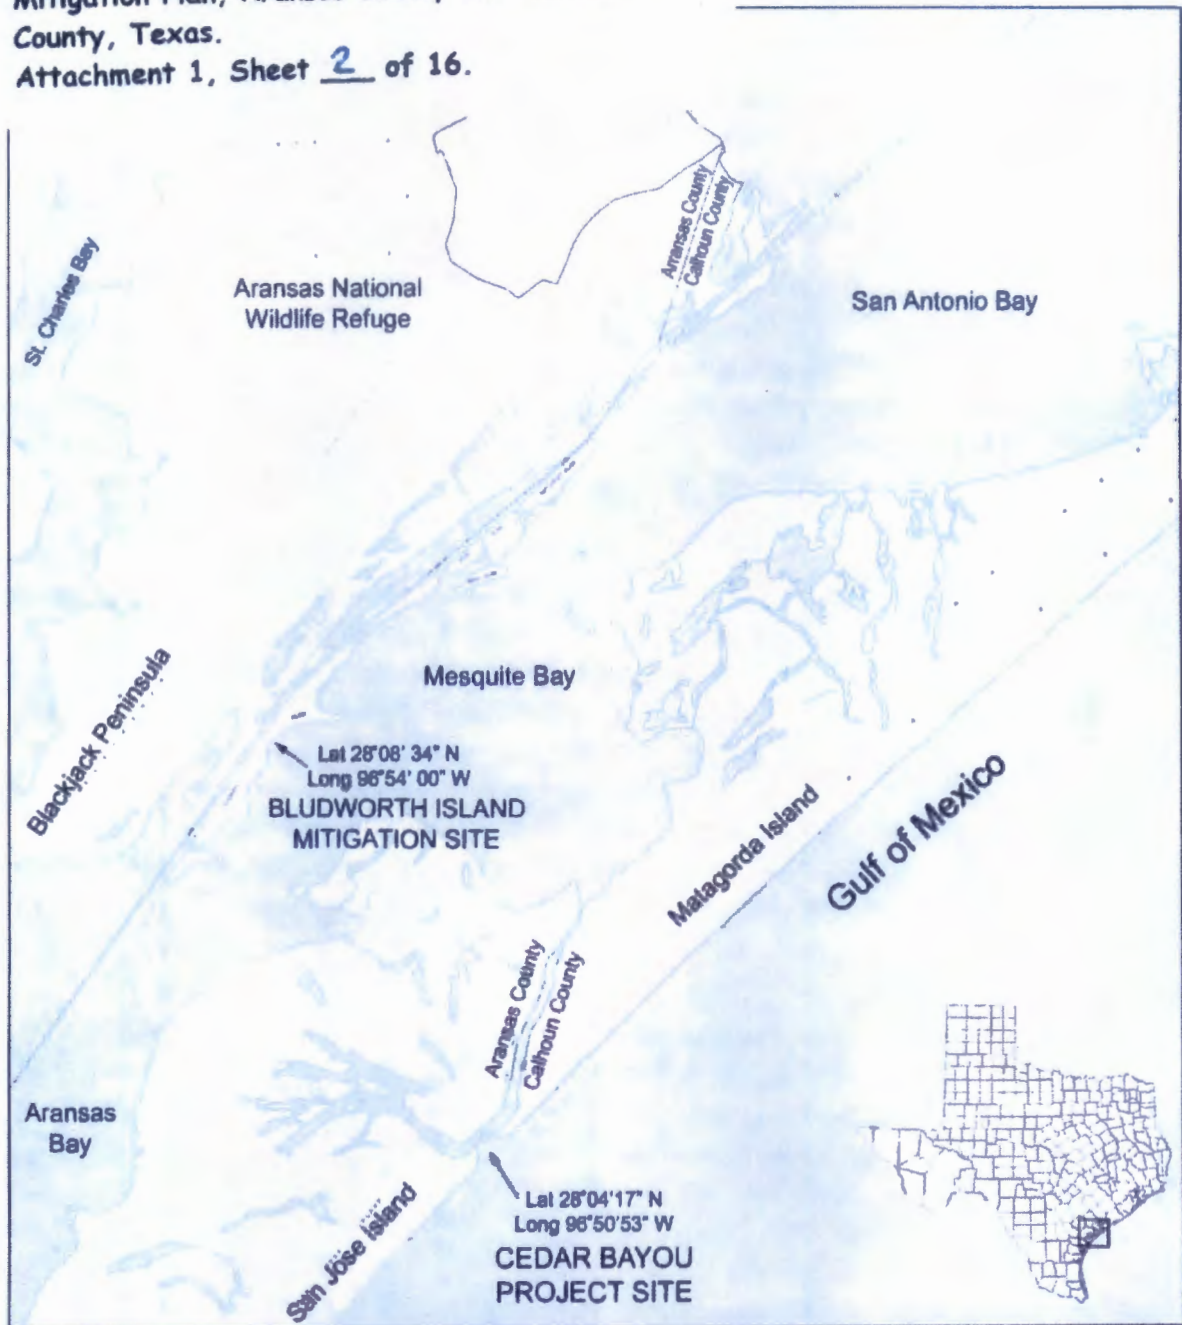 County, Texas.
Attachment 1, Sheet 2 of 16.
Aransas County
Calhoun County
St. Charles Bay
Aransas National
Wildlife Refuge
San Antonio Bay
Mesquite Bay
Blackjack Peninsula
Lat 28°08' 34" N
Long 96°54' 00" W
BLUDWORTH ISLAND
MITIGATION SITE
Matagorda Island
Gulf of Mexico
Aransas County
Calhoun County
Aransas
Bay
San Jose Island
Lat 28°04'17" N
Long 96°50'53" W
CEDAR BAYOU
PROJECT SITE